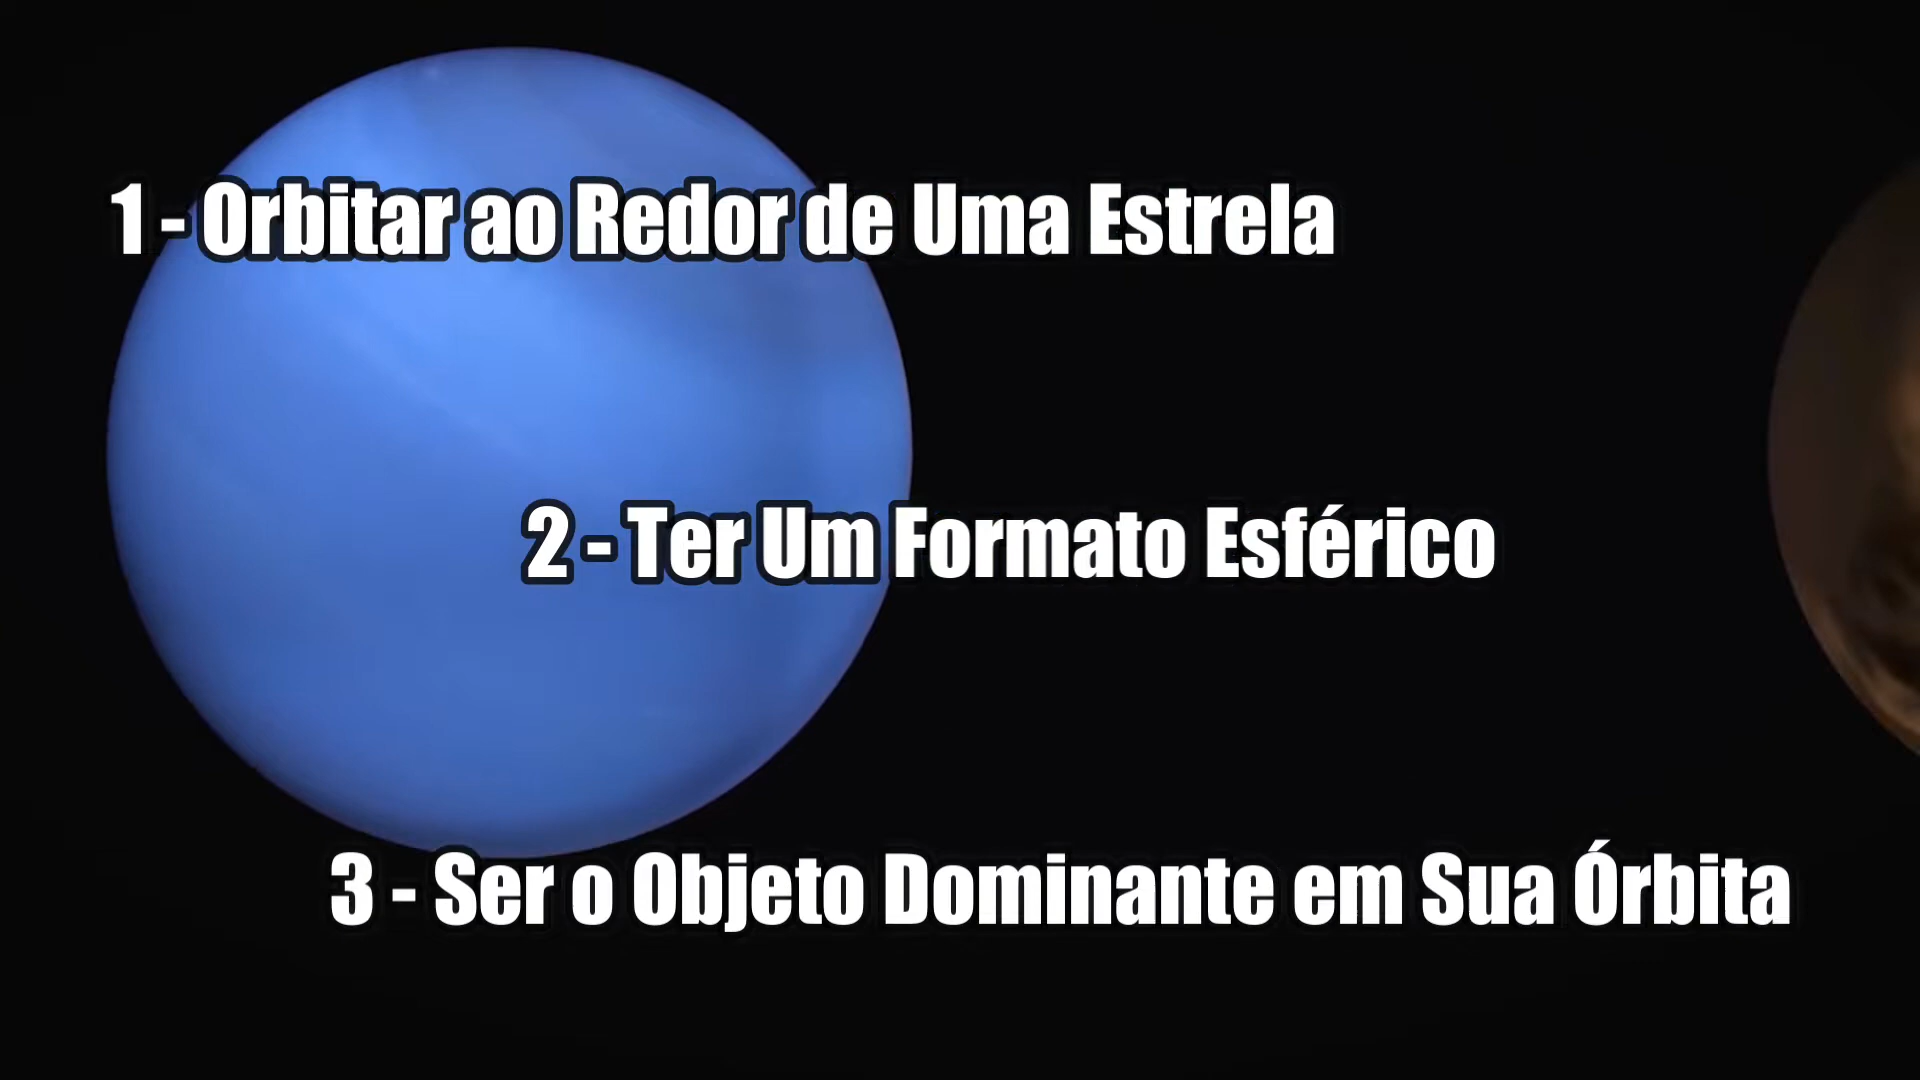 1 - Orbitar ao Redor de Uma Estrela
2 - Ter Um Formato Esférico
3 - Ser o Objeto Dominante em Sua Órbita